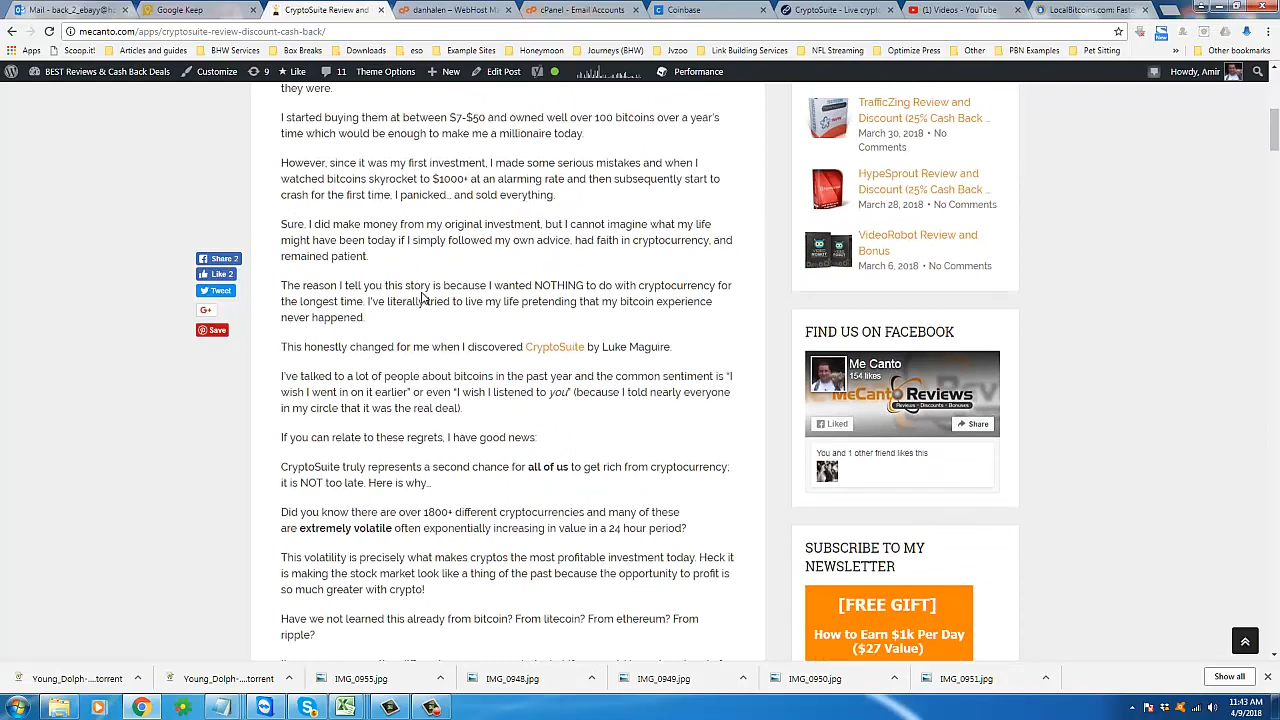 Mail - back_2_ebayy@ho
Google Keep
CryptoSuite Review and
danhalen – WebHost M
cPanel - Email Accounts
Coinbase
CryptoSuite - Live crypto
(1) Videos - YouTube
LocalBitcoins.com: Faste
mecanto.com/apps/cryptosuite-review-discount-cash-back/
Apps
Scoop.it!
Articles and guides
BHW Services
Box Breaks
Downloads
eso
Example Sites
Honeymoon
Journeys (BHW)
Jvzoo
Link Building Services
NFL Streaming
Optimize Press
Other
PBN Examples
Pet Sitting
Other bookmarks
BEST Reviews & Cash Back Deals
Customize
9
Like
11
Theme Options
New
Edit Post
Performance
Howdy, Amir
they were.
I started buying them at between $7-$50 and owned well over 100 bitcoins over a year's
time which would be enough to make me a millionaire today.
However, since it was my first investment, I made some serious mistakes and when I
watched bitcoins skyrocket to $1000+ at an alarming rate and then subsequently start to
crash for the first time, I panicked… and sold everything.
Sure, I did make money from my original investment, but I cannot imagine what my life
might have been today if I simply followed my own advice, had faith in cryptocurrency, and
remained patient.
The reason I tell you this story is because I wanted NOTHING to do with cryptocurrency for
the longest time. I've literally tried to live my life pretending that my bitcoin experience
never happened.
This honestly changed for me when I discovered CryptoSuite by Luke Maguire.
I've talked to a lot of people about bitcoins in the past year and the common sentiment is "I
wish I went in on it earlier" or even "I wish I listened to you" (because I told nearly everyone
in my circle that it was the real deal).
If you can relate to these regrets, I have good news:
CryptoSuite truly represents a second chance for all of us to get rich from cryptocurrency;
it is NOT too late. Here is why…
Did you know there are over 1800+ different cryptocurrencies and many of these
are extremely volatile often exponentially increasing in value in a 24 hour period?
This volatility is precisely what makes cryptos the most profitable investment today. Heck it
is making the stock market look like a thing of the past because the opportunity to profit is
so much greater with crypto!
Have we not learned this already from bitcoin? From litecoin? From ethereum? From
ripple?
Share 2
Like 2
Tweet
G+
Save
TrafficZing Review and
Discount (25% Cash Back …
March 30, 2018 • No
Comments
HypeSprout Review and
Discount (25% Cash Back …
March 28, 2018 • No Comments
VideoRobot Review and
Bonus
March 6, 2018 • No Comments
FIND US ON FACEBOOK
Me Canto
154 likes
MeCanto Reviews
Reviews - Discounts - Bonuses
Liked
Share
You and 1 other friend likes this
SUBSCRIBE TO MY
NEWSLETTER
[FREE GIFT]
How to Earn $1k Per Day
($27 Value)
Young_Dolph-....torrent
Young_Dolph-....torrent
IMG_0955.jpg
IMG_0948.jpg
IMG_0949.jpg
IMG_0950.jpg
IMG_0951.jpg
Show all
11:43 AM
4/9/2018